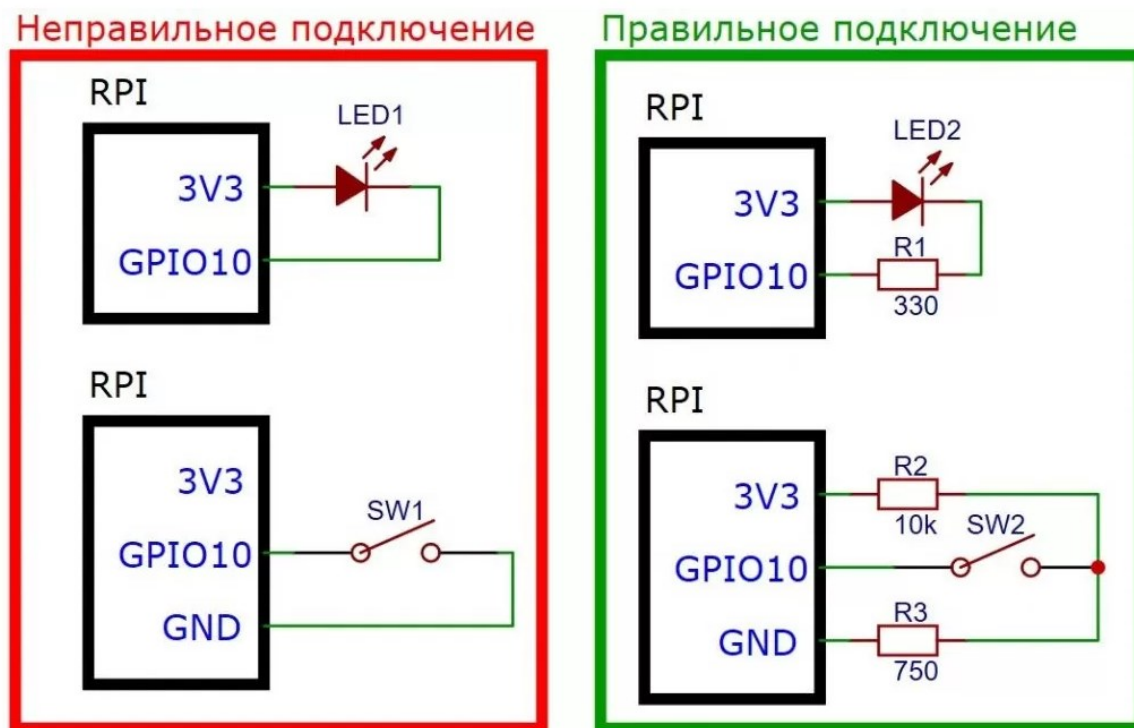 Неправильное подключение
RPI
LED1
3V3
GPIO10
RPI
3V3
SW1
GPIO10
GND
Правильное подключение
RPI
LED2
3V3
R1
GPIO10
330
RPI
R2
3V3
10k
SW2
GPIO10
R3
GND
750